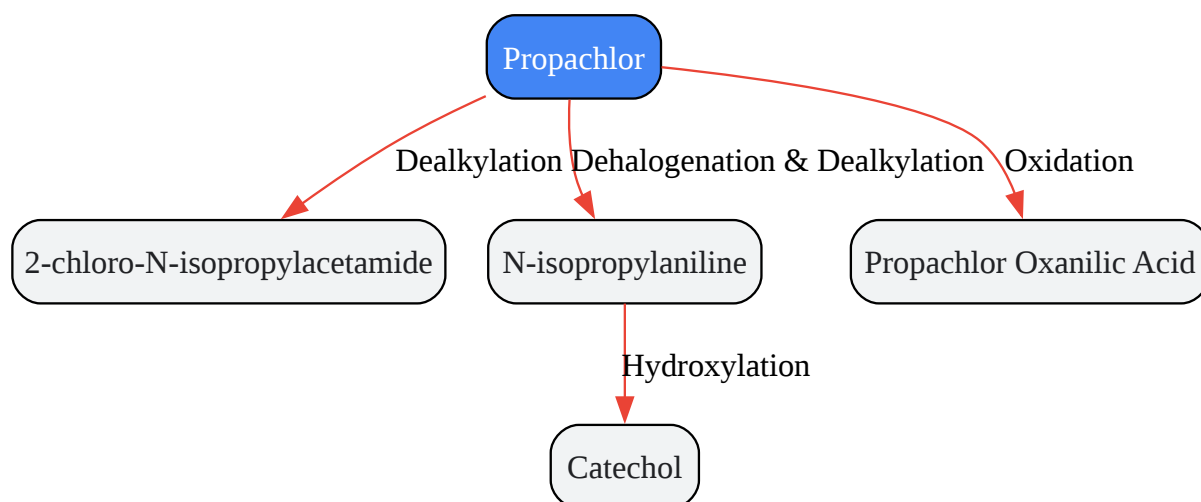 Propachlor
Dealkylation
Dehalogenation & Dealkylation
Oxidation
2-chloro-N-isopropylacetamide
N-isopropylaniline
Propachlor Oxanilic Acid
Hydroxylation
Catechol